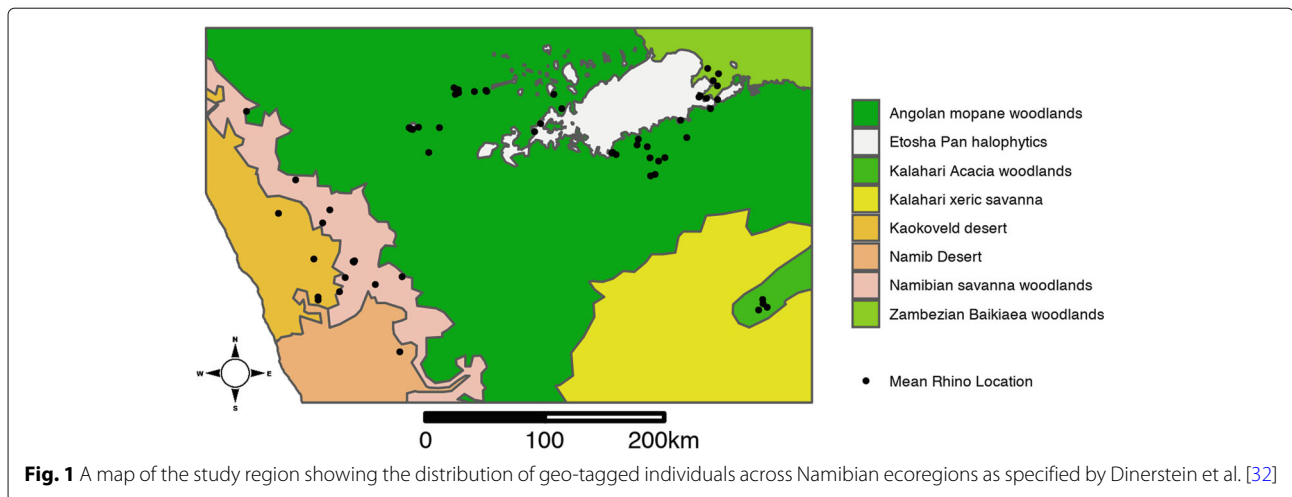 Angolan mopane woodlands
Etosha Pan halophytics
Kalahari Acacia woodlands
Kalahari xeric savanna
Kaokoveld desert
Namib Desert
Namibian savanna woodlands
Zambezian Baikiaea woodlands
Mean Rhino Location
N
W E
S
0 100 200km
Fig. 1 A map of the study region showing the distribution of geo-tagged individuals across Namibian ecoregions as specified by Dinerstein et al. [32]